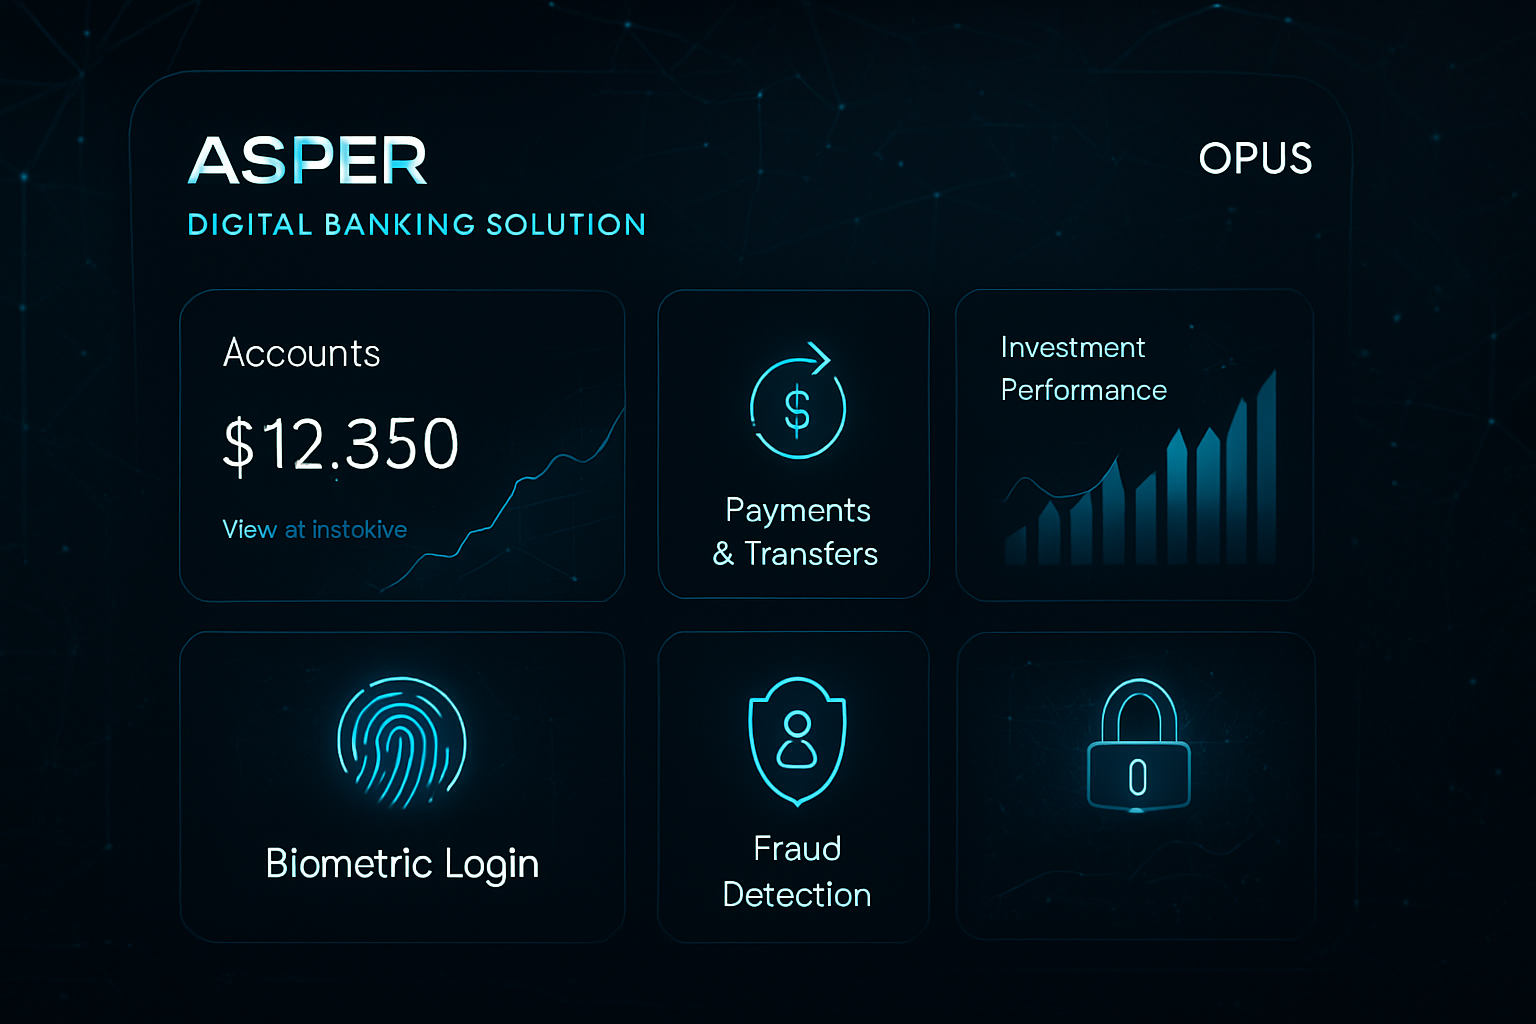 ASPER
OPUS
DIGITAL BANKING SOLUTION
Accounts
$12.350
View at instokive
Payments
& Transfers
Investment
Performance
Biometric Login
Fraud
Detection